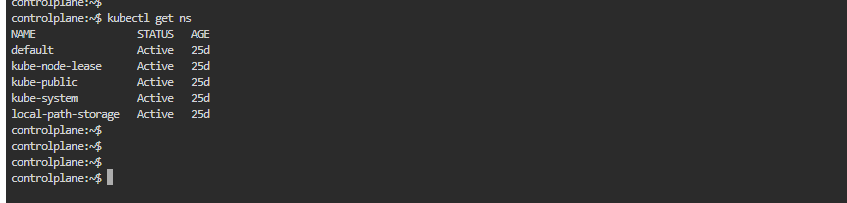 controlplane:~$
controlplane:~$ kubectl get ns
NAME STATUS AGE
default Active 25d
kube-node-lease Active 25d
kube-public Active 25d
kube-system Active 25d
local-path-storage Active 25d
controlplane:~$
controlplane:~$
controlplane:~$
controlplane:~$